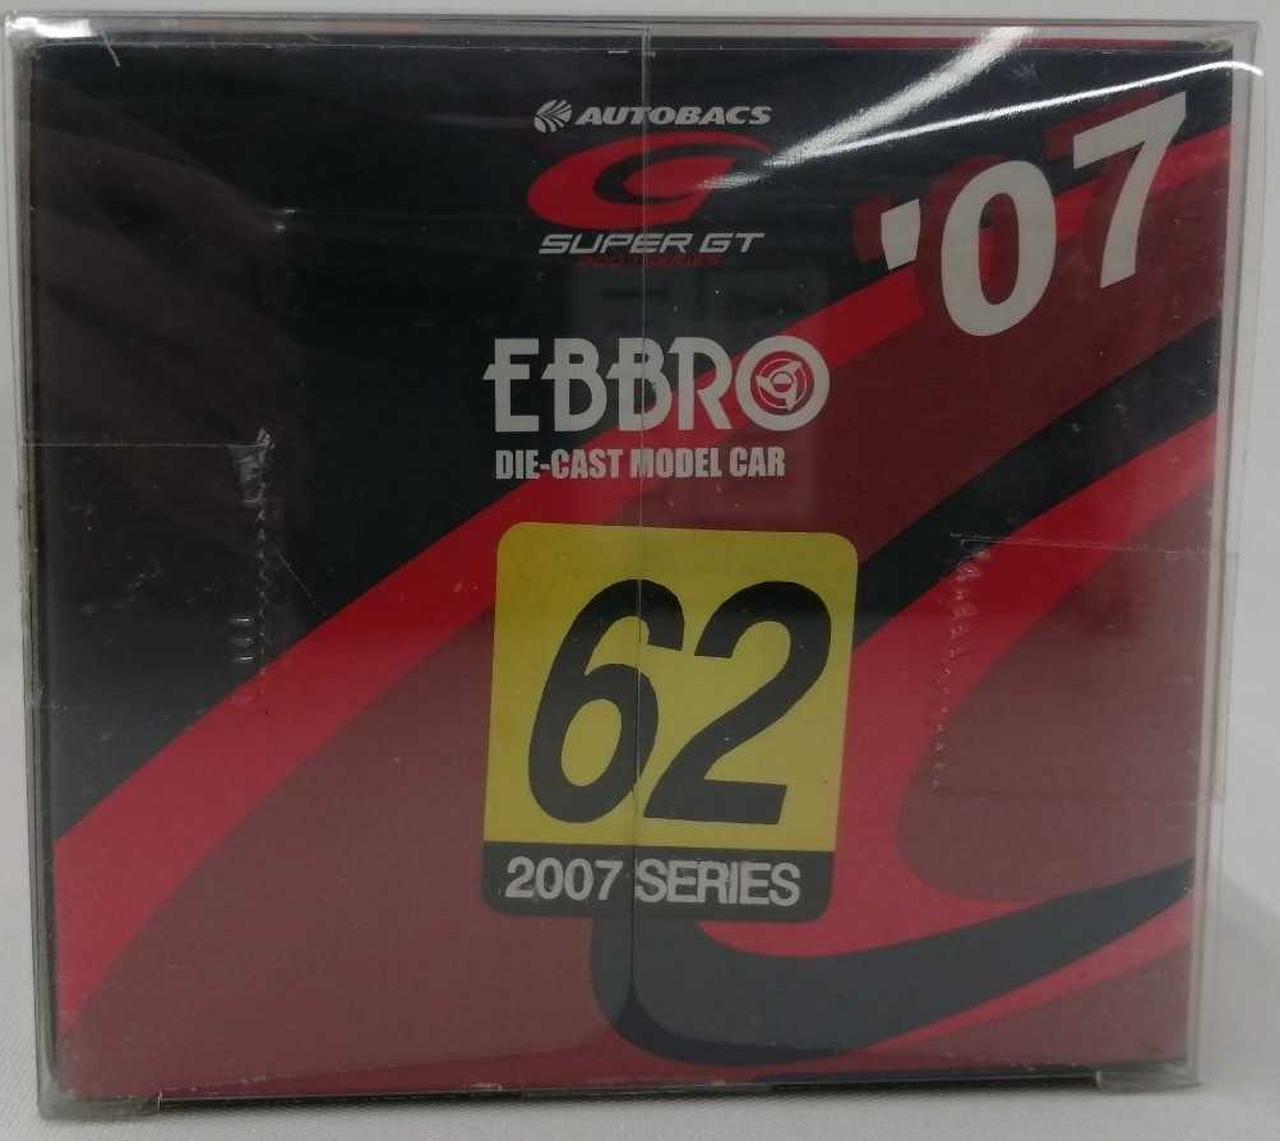 AUTOBACS
SUPER GT
'07
EBBRO
DIE-CAST MODEL CAR
62
2007 SERIES